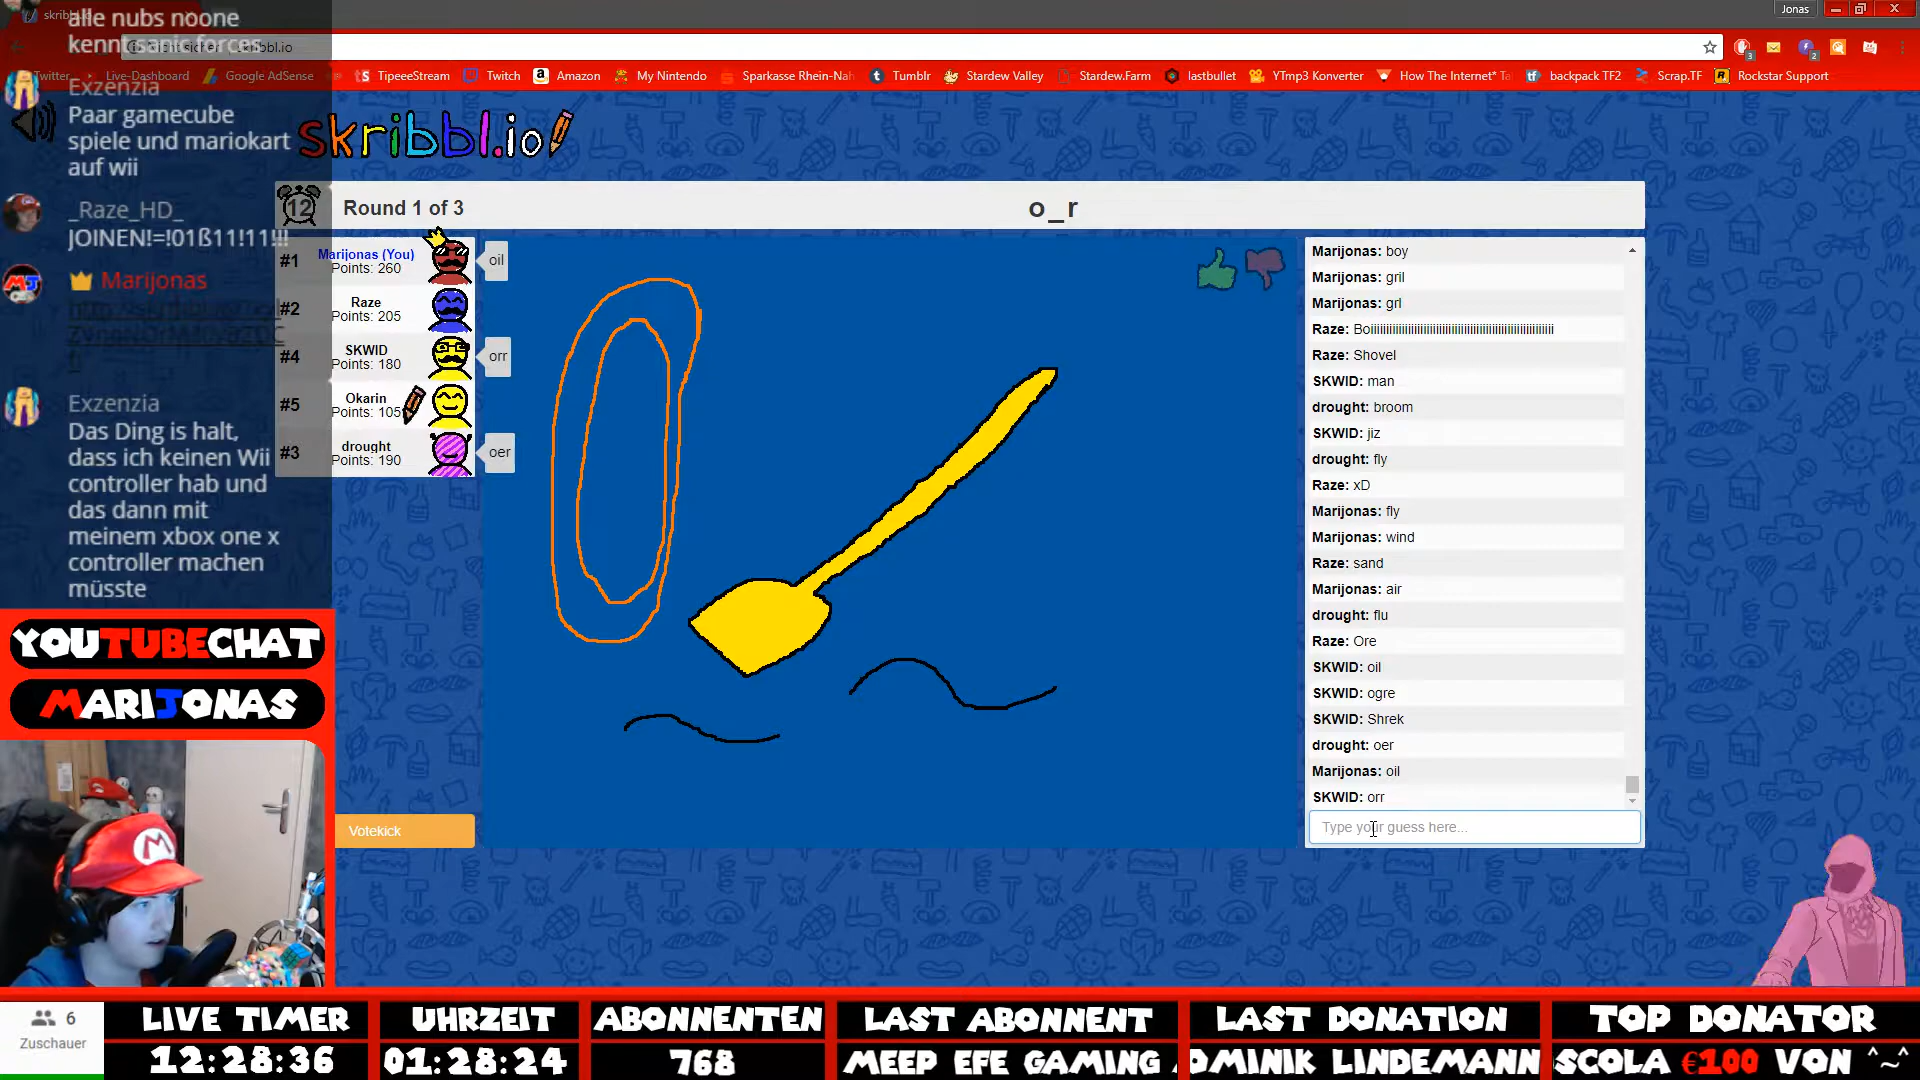 skribbl
Jonas
skribbl.io
Twitter
Live-Dashboard
Google AdSense
TipeeeStream
Twitch
Amazon
My Nintendo
Sparkasse Rhein-Nah
Tumblr
Stardew Valley
Stardew.Farm
lastbullet
YTmp3 Konverter
How The Internet* Ta
backpack TF2
Scrap.TF
Rockstar Support
alle nubs noone
kennt sanic forces
Exzenzia
Paar gamecube
spiele und mariokart
auf wii
_Raze_HD_
JOINEN!=!01ß11!11!!!
Marijonas
Exzenzia
Das Ding is halt,
dass ich keinen Wii
controller hab und
das dann mit
meinem xbox one x
controller machen
müsste
skribbl.io
12
Round 1 of 3
o_r
#1
Marijonas (You)
Points: 260
oil
#2
Raze
Points: 205
#4
SKWID
Points: 180
orr
#5
Okarin
Points: 105
#3
drought
Points: 190
oer
Votekick
Marijonas: boy
Marijonas: gril
Marijonas: grl
Raze: Shovel
SKWID: man
drought: broom
SKWID: jiz
drought: fly
Raze: xD
Marijonas: fly
Marijonas: wind
Raze: sand
Marijonas: air
drought: flu
Raze: Ore
SKWID: oil
SKWID: ogre
SKWID: Shrek
drought: oer
Marijonas: oil
SKWID: orr
Type your guess here...
YOUTUBECHAT
MARIJONAS
6
Zuschauer
LIVE TIMER
12:28:36
UHRZEIT
01:28:24
ABONNENTEN
768
LAST ABONNENT
MEEP EFE GAMING
LAST DONATION
OMINIK LINDEMANN
TOP DONATOR
SCOLA €100 VON ^~^